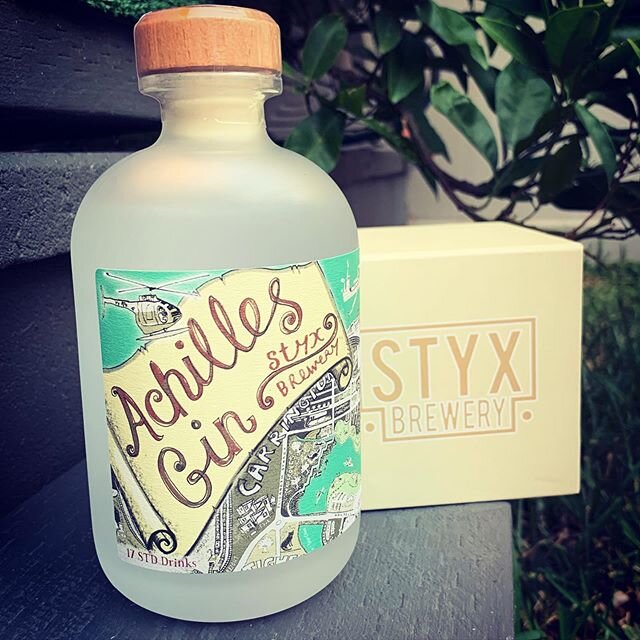 Achilles
Gin
Styx
Brewery
CARRINGTON
17 STD Drinks
STYX
BREWERY